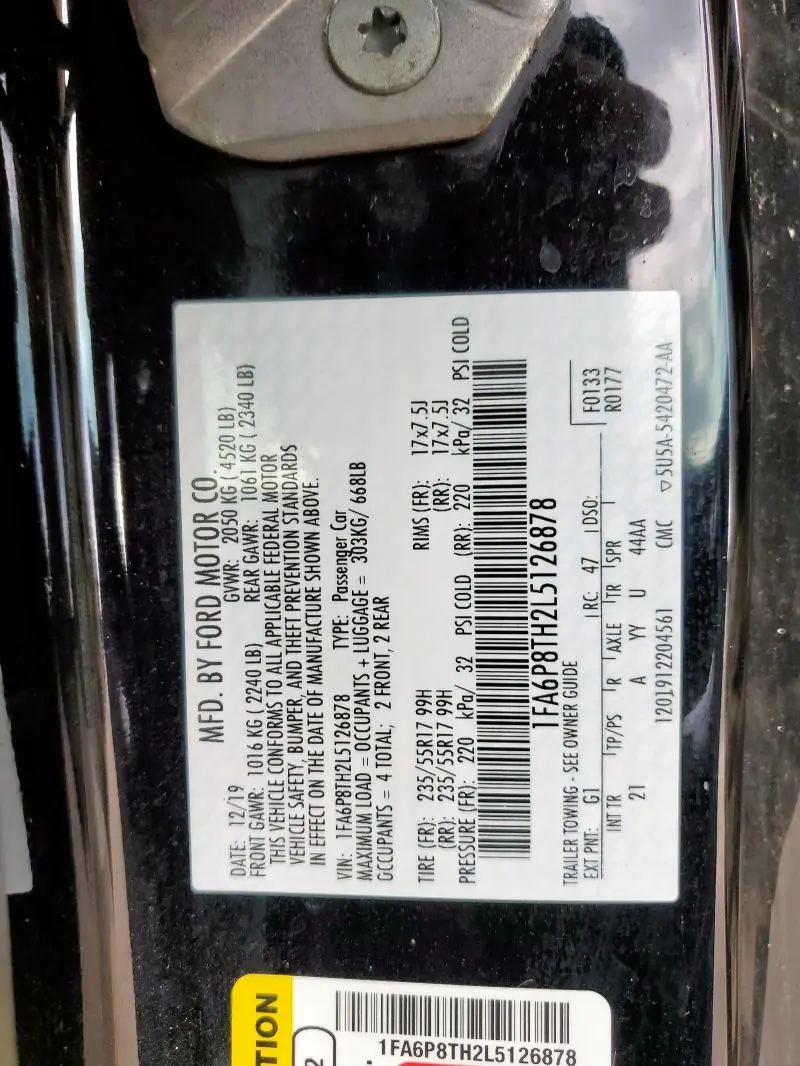 MFD. BY FORD MOTOR CO.
DATE: 12/19 GVWR: 2050 KG ( 4520 LB)
FRONT GAWR: 1016 KG ( 2240 LB) REAR GAWR: 1061 KG ( 2340 LB)
THIS VEHICLE CONFORMS TO ALL APPLICABLE FEDERAL MOTOR
VEHICLE SAFETY, BUMPER, AND THEFT PREVENTION STANDARDS
IN EFFECT ON THE DATE OF MANUFACTURE SHOWN ABOVE.
VIN: 1FA6P8TH2L5126878 TYPE: Passenger Car
MAXIMUM LOAD = OCCUPANTS + LUGGAGE = 303KG/ 668LB
OCCUPANTS = 4 TOTAL; 2 FRONT, 2 REAR
TIRE (FR): 235/55R17 99H RIMS (FR): 17x7.5J
(RR): 235/55R17 99H (RR): 17x7.5J
PRESSURE (FR): 220 kPa/ 32 PSI COLD (RR): 220 kPa/ 32 PSI COLD
1FA6P8TH2L5126878
TRAILER TOWING - SEE OWNER GUIDE
F0133
R0177
EXT PNT: G1 RC: 47 DSO:
INT TR TP/PS R AXLE TR SPR
21 A YY U 44AA
1201912204561 CMC ▽5U5A-5420472-AA
TION
2
1FA6P8TH2L5126878